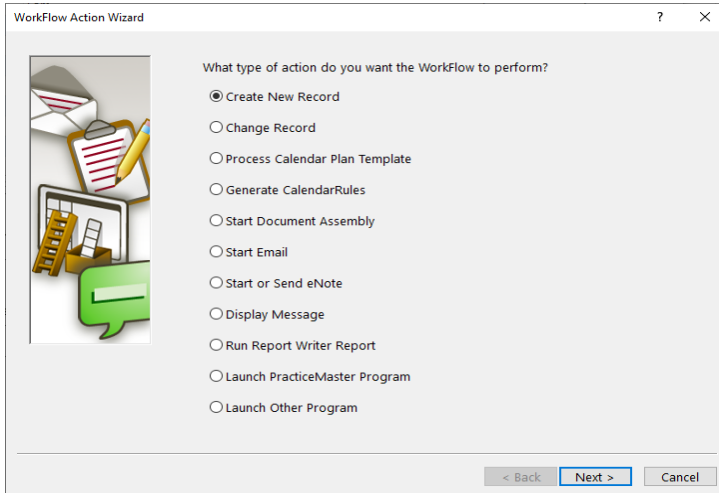 WorkFlow Action Wizard
?
What type of action do you want the WorkFlow to perform?
Create New Record
Change Record
Process Calendar Plan Template
Generate CalendarRules
Start Document Assembly
Start Email
Start or Send eNote
Display Message
Run Report Writer Report
Launch PracticeMaster Program
Launch Other Program
< Back Next > Cancel